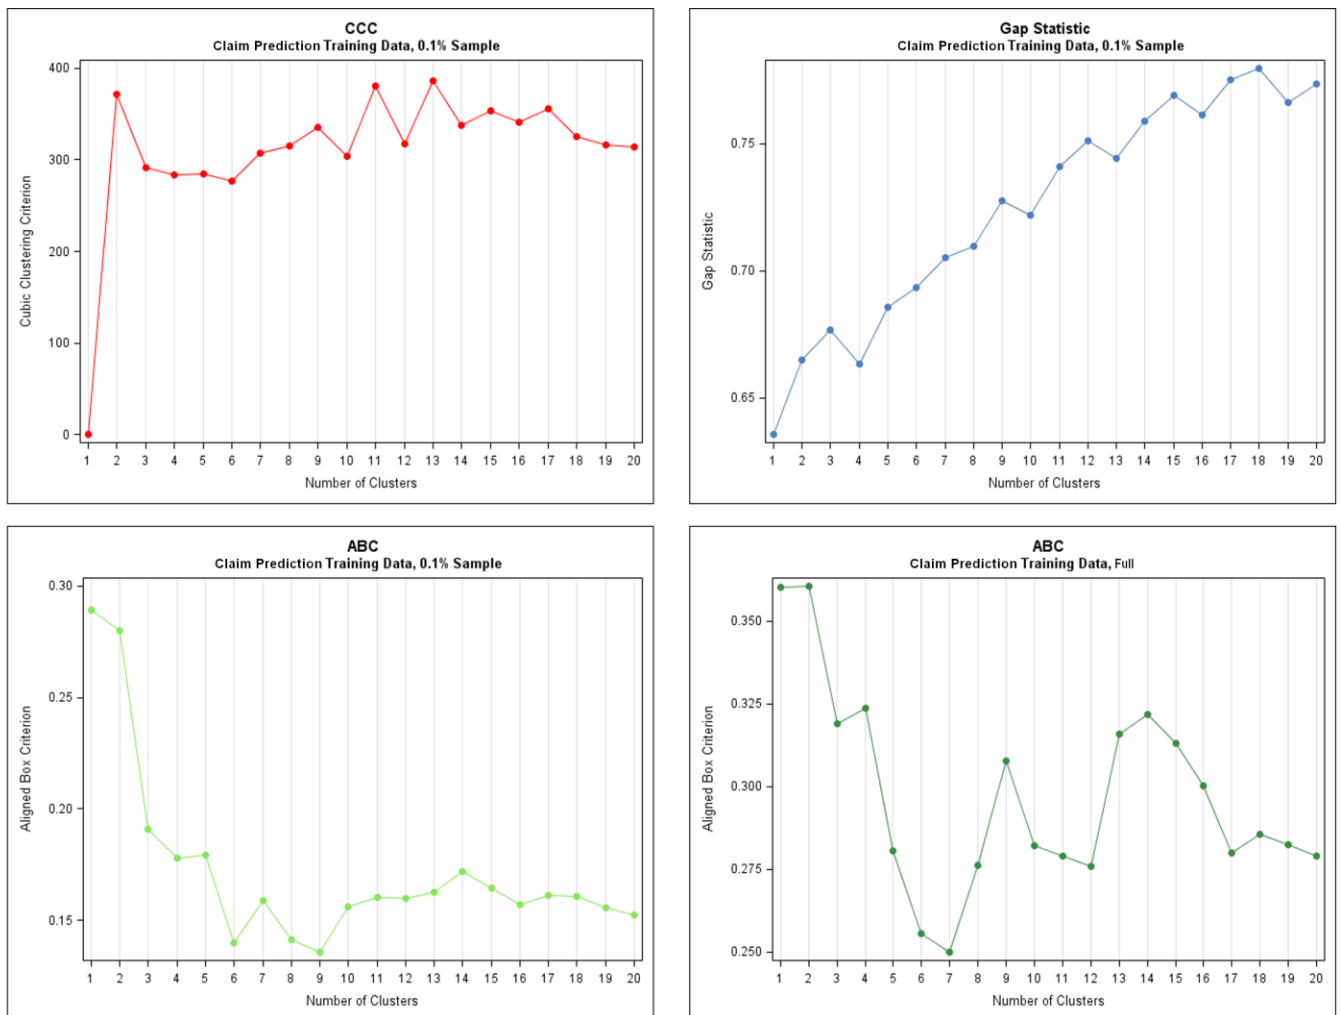 CCC
Claim Prediction Training Data, 0.1% Sample
Cubic Clustering Criterion
400
300
200
100
0
1 2 3 4 5 6 7 8 9 10 11 12 13 14 15 16 17 18 19 20
Number of Clusters
Gap Statistic
Claim Prediction Training Data, 0.1% Sample
Gap Statistic
0.75
0.70
0.65
1 2 3 4 5 6 7 8 9 10 11 12 13 14 15 16 17 18 19 20
Number of Clusters
ABC
Claim Prediction Training Data, 0.1% Sample
Aligned Box Criterion
0.30
0.25
0.20
0.15
1 2 3 4 5 6 7 8 9 10 11 12 13 14 15 16 17 18 19 20
Number of Clusters
ABC
Claim Prediction Training Data, Full
Aligned Box Criterion
0.350
0.325
0.300
0.275
0.250
1 2 3 4 5 6 7 8 9 10 11 12 13 14 15 16 17 18 19 20
Number of Clusters